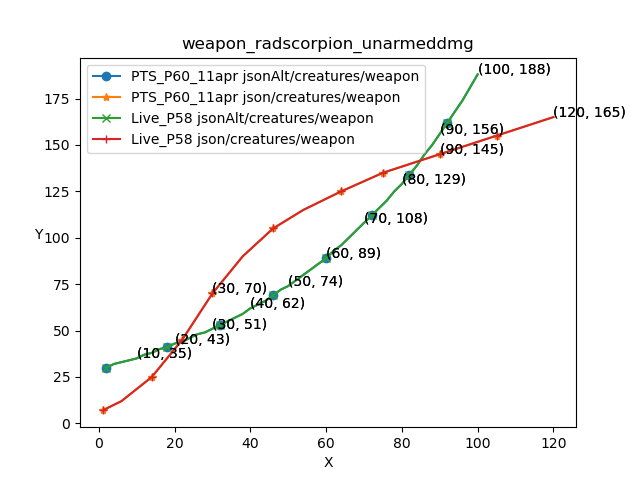 weapon_radscorpion_unarmeddmg
PTS_P60_11apr jsonAlt/creatures/weapon
PTS_P60_11apr json/creatures/weapon
Live_P58 jsonAlt/creatures/weapon
Live_P58 json/creatures/weapon
(100, 188)
(120, 165)
(90, 156)
(90, 145)
(80, 129)
(70, 108)
(60, 89)
(50, 74)
(30, 70)
(40, 62)
(30, 51)
(20, 43)
(10, 35)
175
150
125
100
75
50
25
0
Y
0 20 40 60 80 100 120
X